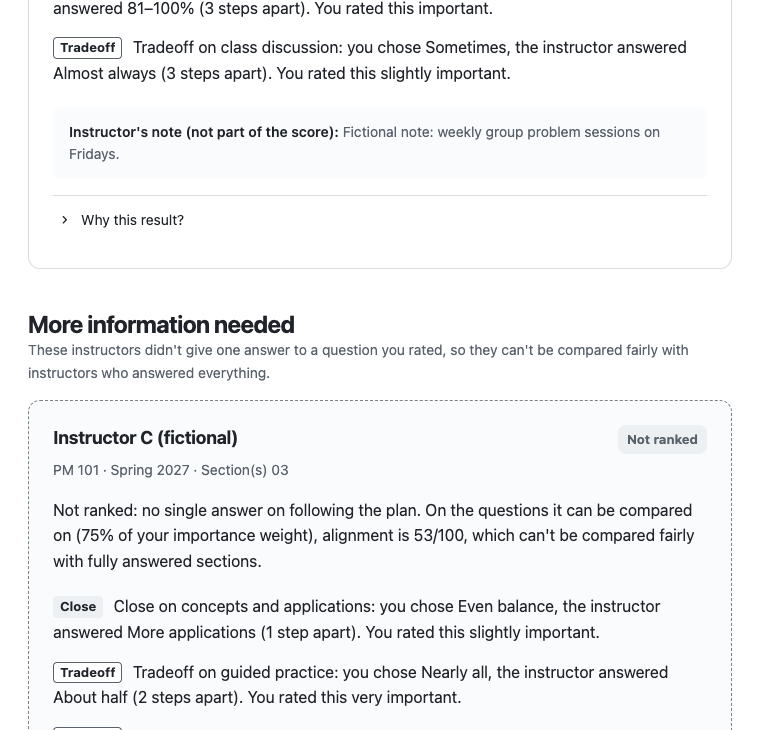 answered 81–100% (3 steps apart). You rated this important.
Tradeoff Tradeoff on class discussion: you chose Sometimes, the instructor answered
Almost always (3 steps apart). You rated this slightly important.
Instructor's note (not part of the score): Fictional note: weekly group problem sessions on
Fridays.
Why this result?
More information needed
These instructors didn't give one answer to a question you rated, so they can't be compared fairly with
instructors who answered everything.
Instructor C (fictional)
Not ranked
PM 101 · Spring 2027 · Section(s) 03
Not ranked: no single answer on following the plan. On the questions it can be compared
on (75% of your importance weight), alignment is 53/100, which can't be compared fairly
with fully answered sections.
Close Close on concepts and applications: you chose Even balance, the instructor
answered More applications (1 step apart). You rated this slightly important.
Tradeoff Tradeoff on guided practice: you chose Nearly all, the instructor answered
About half (2 steps apart). You rated this very important.